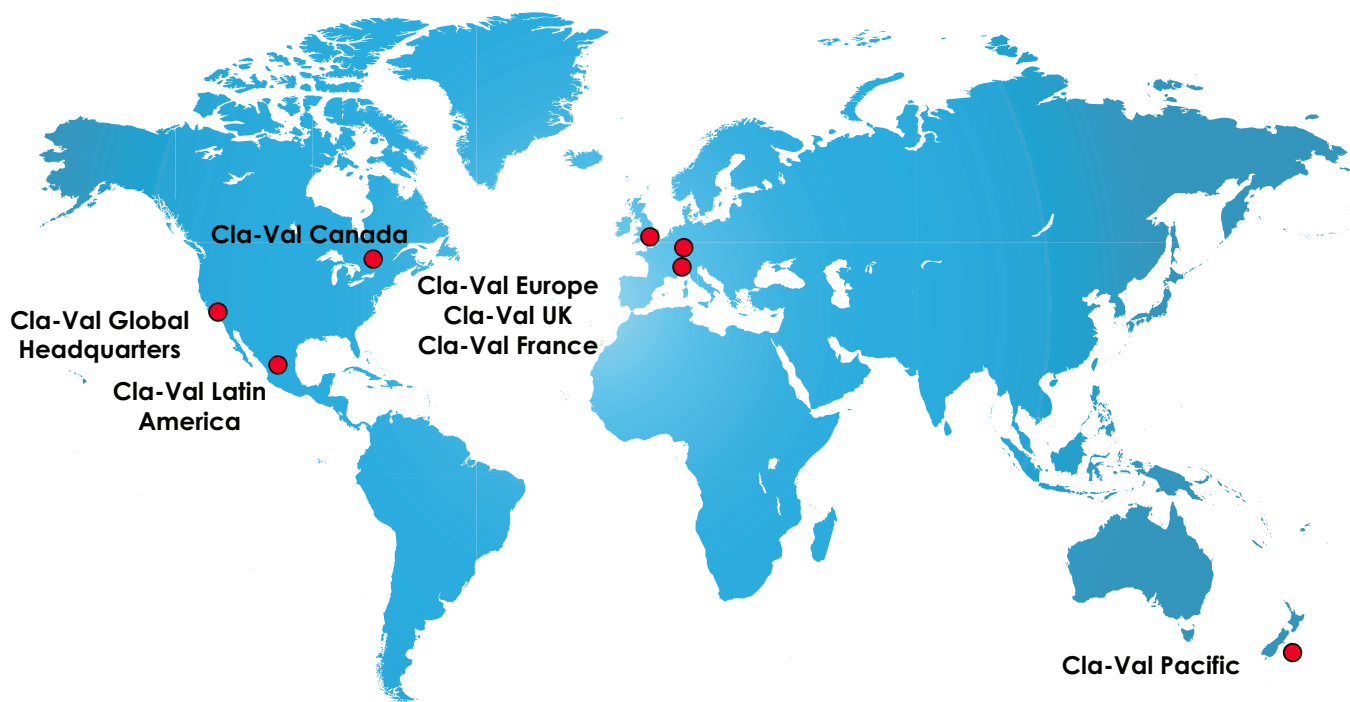 Cla-Val Canada
Cla-Val Europe
Cla-Val UK
Cla-Val France
Cla-Val Global
Headquarters
Cla-Val Latin
America
Cla-Val Pacific